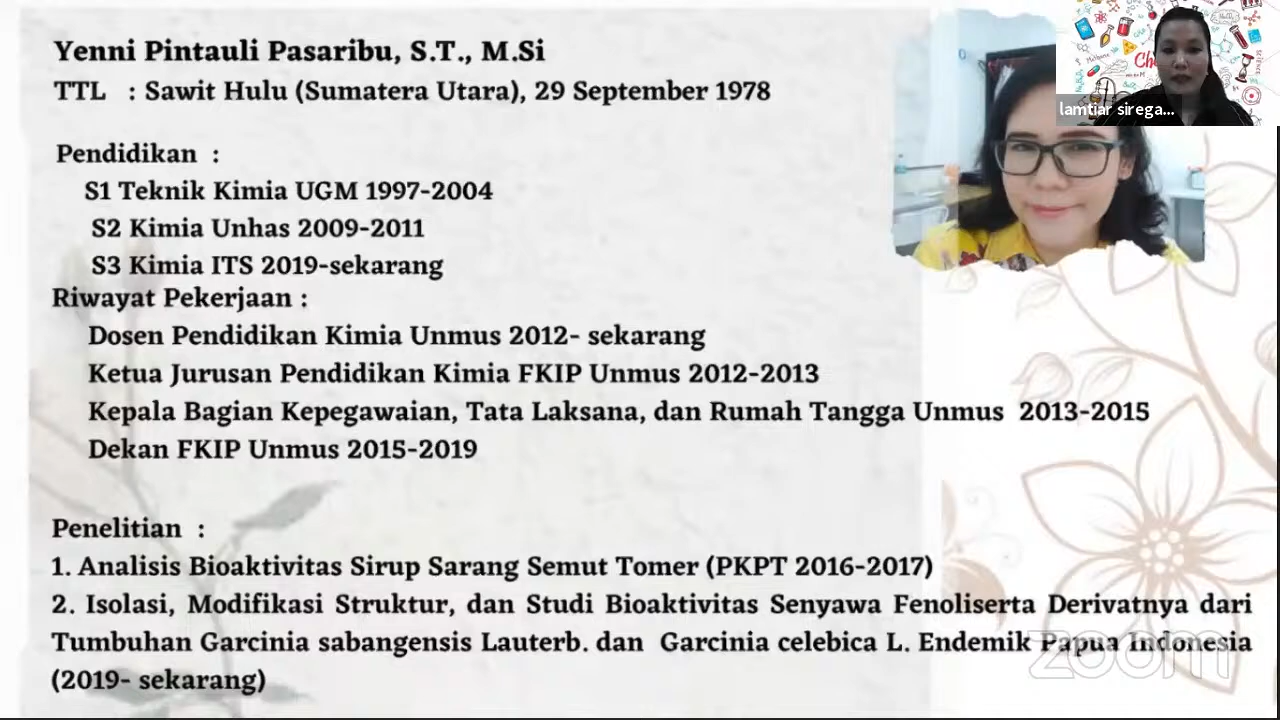 Yenni Pintauli Pasaribu, S.T., M.Si
TTL : Sawit Hulu (Sumatera Utara), 29 September 1978
Pendidikan :
S1 Teknik Kimia UGM 1997-2004
S2 Kimia Unhas 2009-2011
S3 Kimia ITS 2019-sekarang
Riwayat Pekerjaan :
Dosen Pendidikan Kimia Unmus 2012- sekarang
Ketua Jurusan Pendidikan Kimia FKIP Unmus 2012-2013
Kepala Bagian Kepegawaian, Tata Laksana, dan Rumah Tangga Unmus 2013-2015
Dekan FKIP Unmus 2015-2019
Penelitian :
1. Analisis Bioaktivitas Sirup Sarang Semut Tomer (PKPT 2016-2017)
2. Isolasi, Modifikasi Struktur, dan Studi Bioaktivitas Senyawa Fenoliserta Derivatnya dari
Tumbuhan Garcinia sabangensis Lauterb. dan Garcinia celebica L. Endemik Papua Indonesia
(2019- sekarang)
lamtiar sirega...
zoom